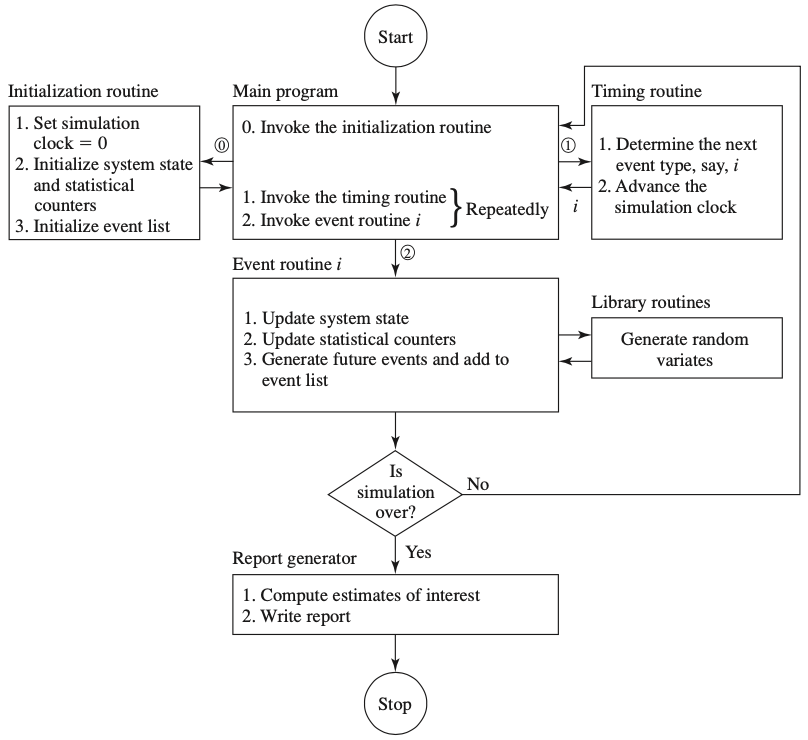 Start
Initialization routine
Main program
Timing routine
1. Set simulation
clock = 0
2. Initialize system state
and statistical
counters
3. Initialize event list
⓪
0. Invoke the initialization routine
1. Invoke the timing routine
2. Invoke event routine i
} Repeatedly
①
i
1. Determine the next
event type, say, i
2. Advance the
simulation clock
②
Event routine i
1. Update system state
2. Update statistical counters
3. Generate future events and add to
event list
Library routines
Generate random
variates
Is
simulation
over?
No
Yes
Report generator
1. Compute estimates of interest
2. Write report
Stop